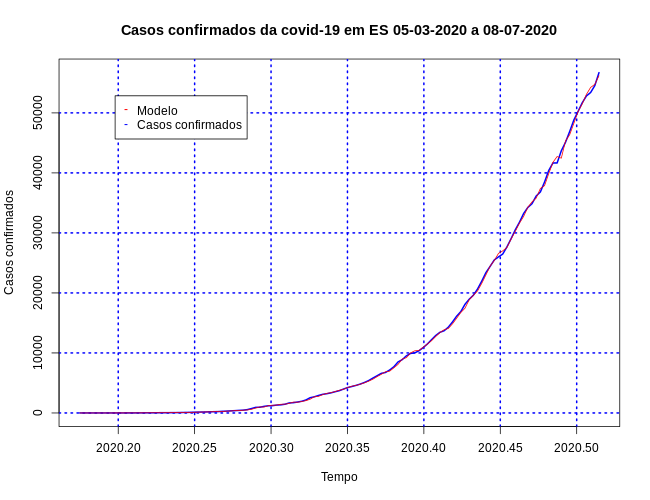 Casos confirmados da covid-19 em ES 05-03-2020 a 08-07-2020
Casos confirmados
50000
40000
30000
20000
10000
0
- Modelo
- Casos confirmados
2020.20 2020.25 2020.30 2020.35 2020.40 2020.45 2020.50
Tempo